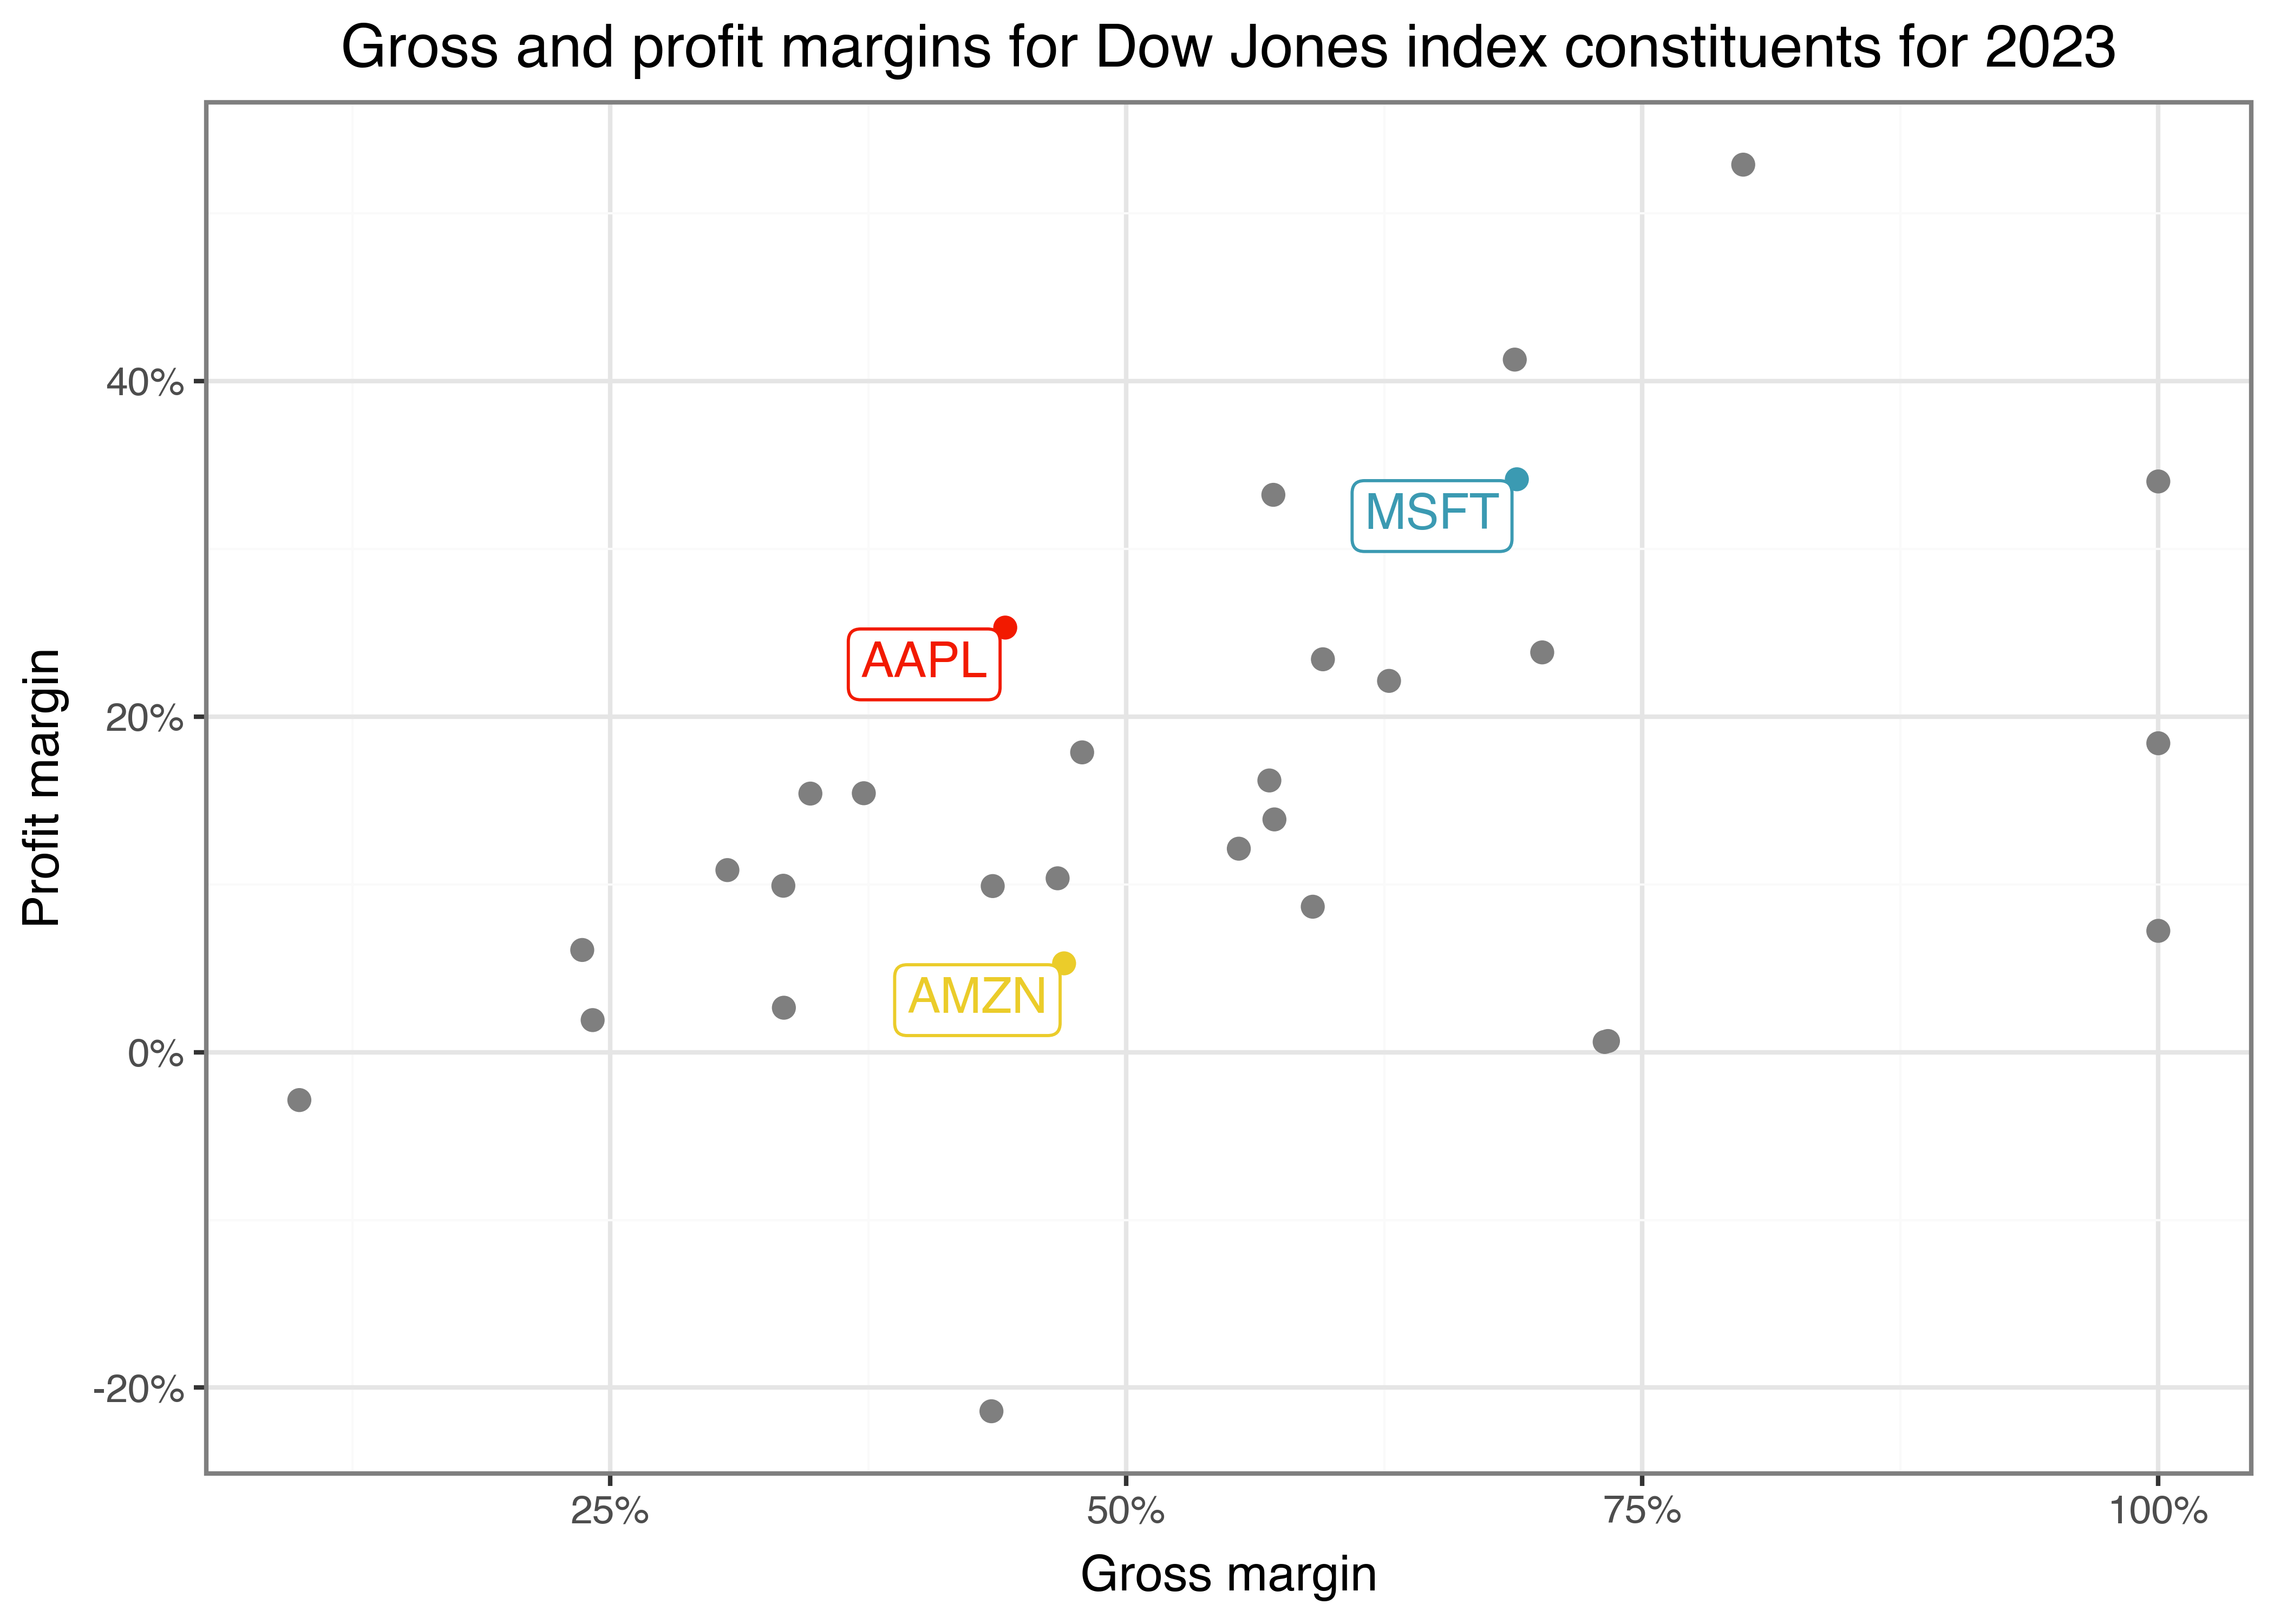 Gross and profit margins for Dow Jones index constituents for 2023
Profit margin
40%
20%
0%
-20%
MSFT
AAPL
AMZN
25%
50%
75%
100%
Gross margin